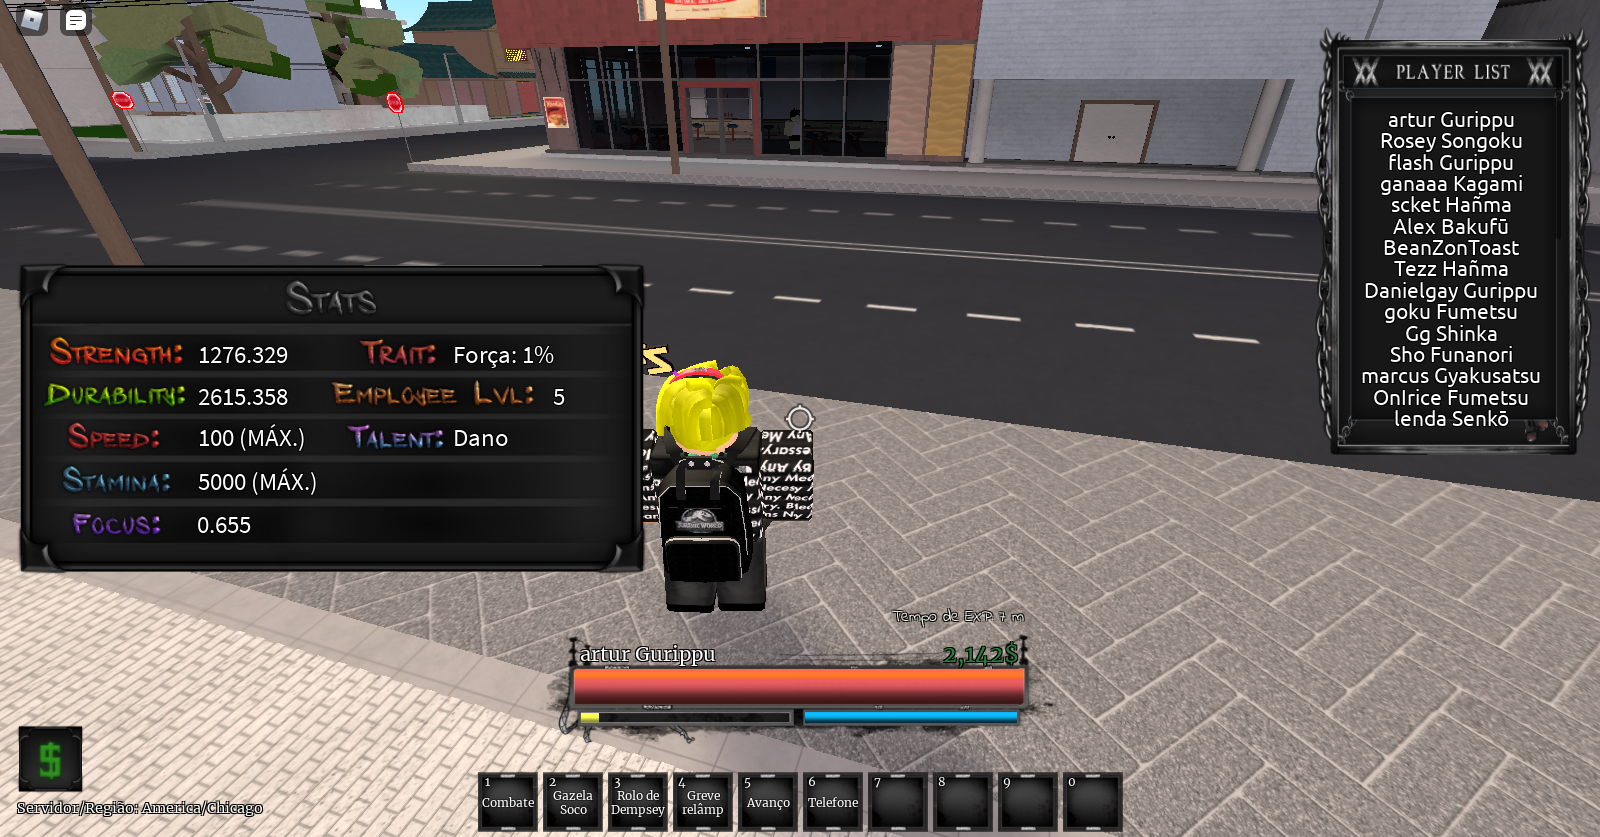 PLAYER LIST
artur Gurippu
Rosey Songoku
flash Gurippu
ganaaa Kagami
scket Hañma
Alex Bakufū
BeanZonToast
Tezz Hañma
Danielgay Gurippu
goku Fumetsu
Gg Shinka
Sho Funanori
marcus Gyakusatsu
OnIrice Fumetsu
lenda Senkō
STATS
STRENGTH: 1276.329 TRAIT: Força: 1%
DURABILITY: 2615.358 EMPLOYEE LVL: 5
SPEED: 100 (MÁX.) TALENT: Dano
STAMINA: 5000 (MÁX.)
FOCUS: 0.655
JURASSIC WORLD
Tempo de EXP 7 m
artur Gurippu 2,142$
$
Servidor/Região: America/Chicago
1 Combate
2 Gazela Soco
3 Rolo de Dempsey
4 Greve relâmp
5 Avanço
6 Telefone
7
8
9
0